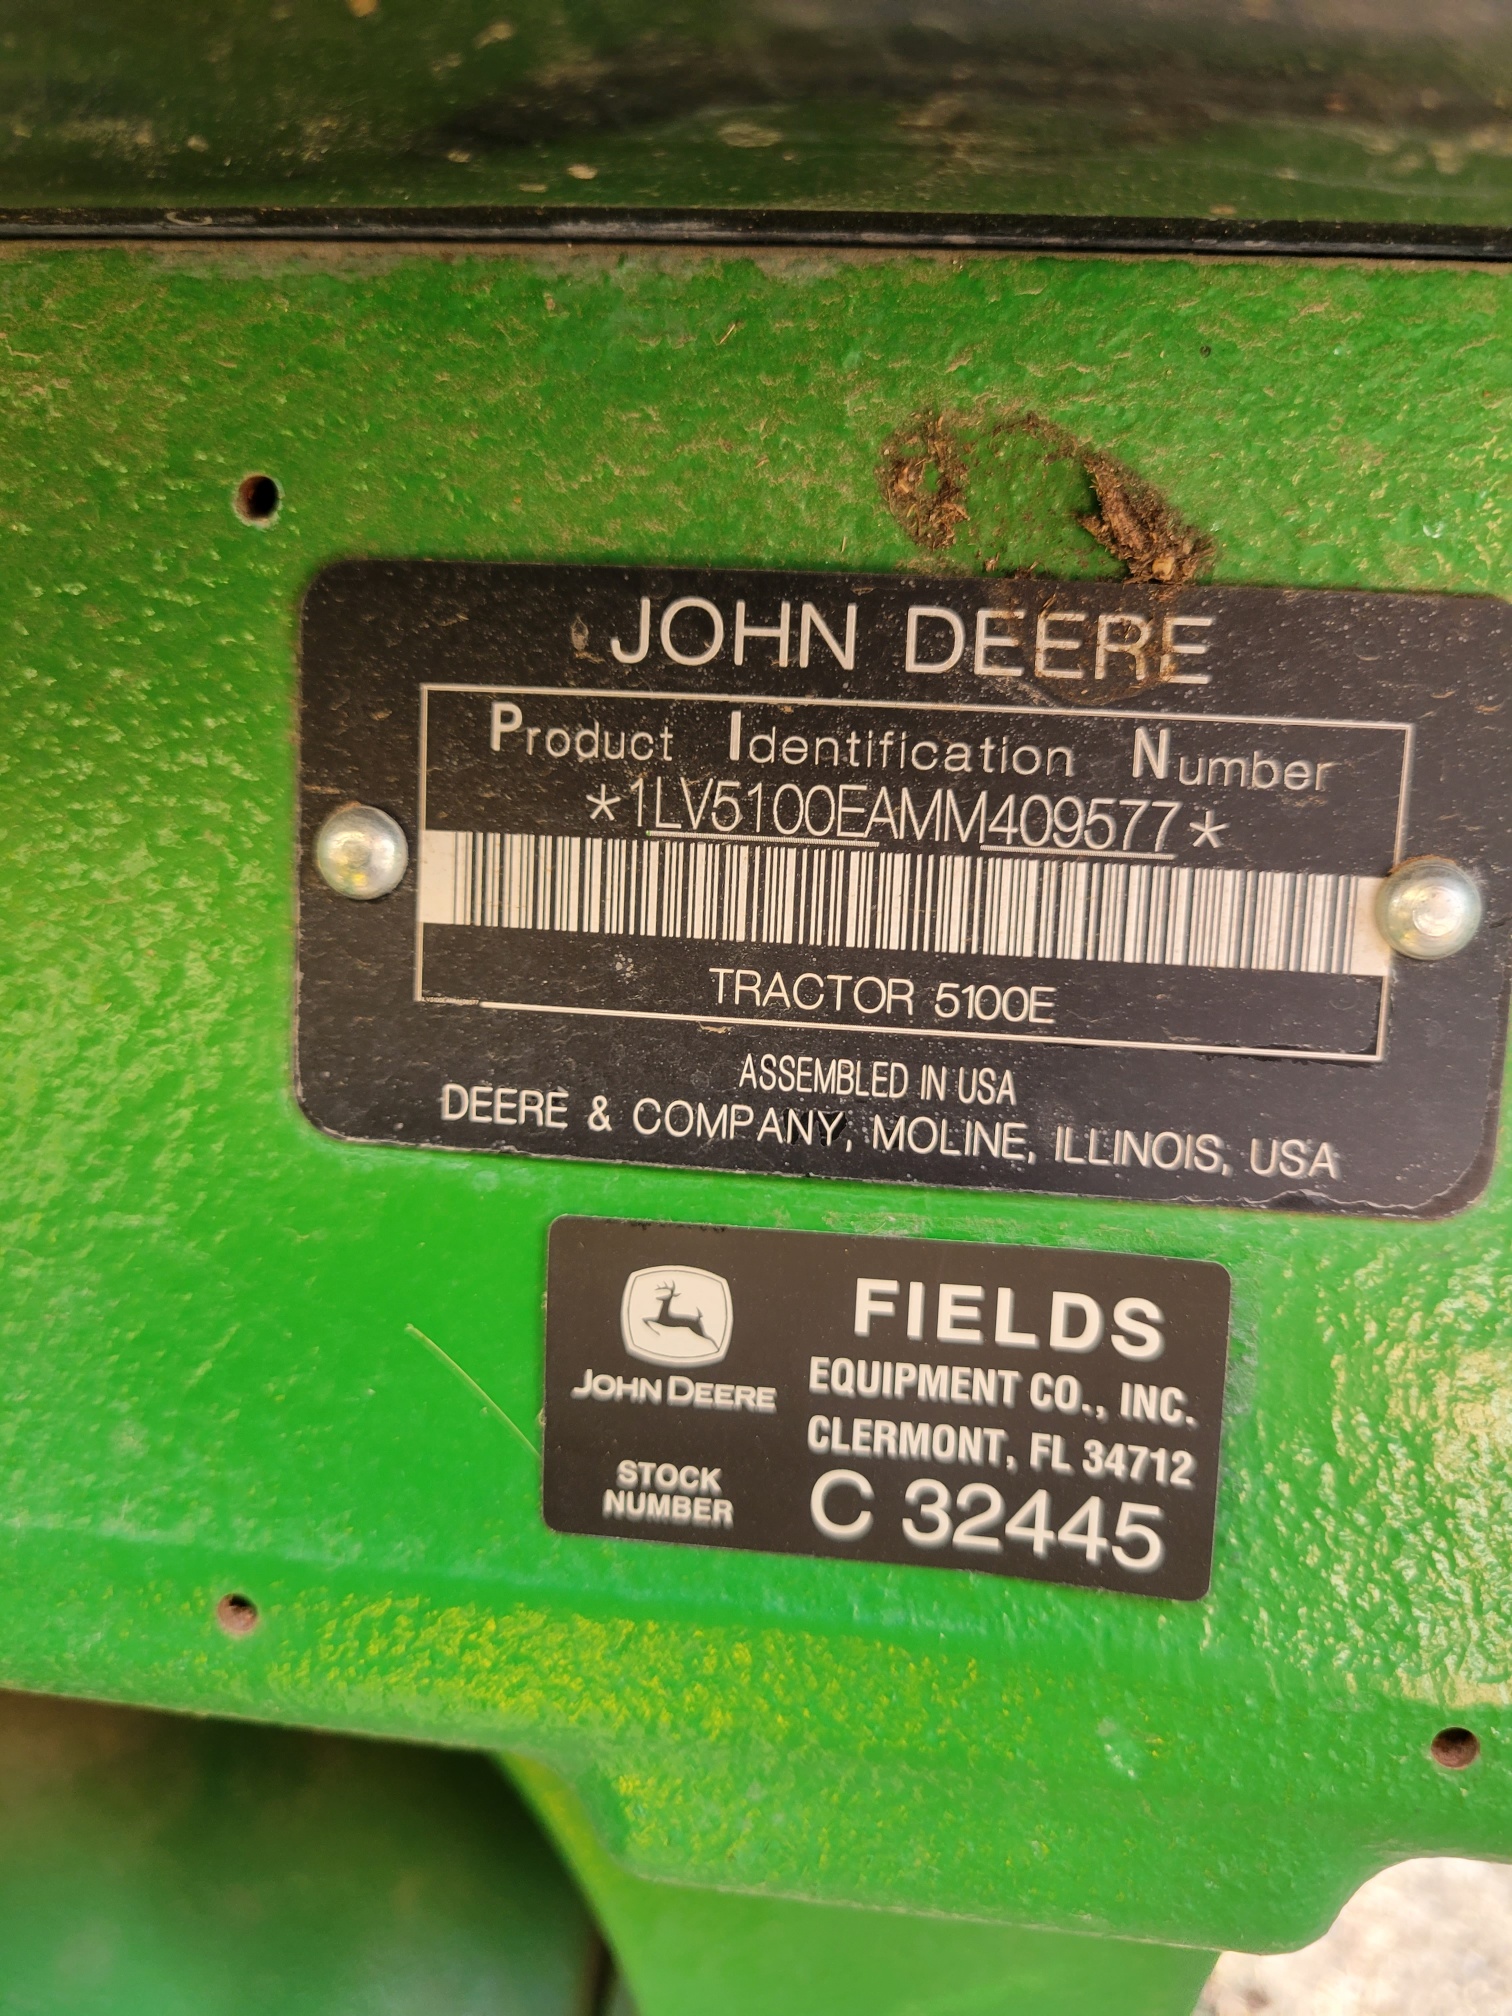 JOHN DEERE
Product Identification Number
*1LV5100EAMM409577*
TRACTOR 5100E
ASSEMBLED IN USA
DEERE & COMPANY, MOLINE, ILLINOIS, USA
JOHN DEERE
FIELDS
EQUIPMENT CO., INC.
CLERMONT, FL 34712
STOCK
NUMBER
C 32445